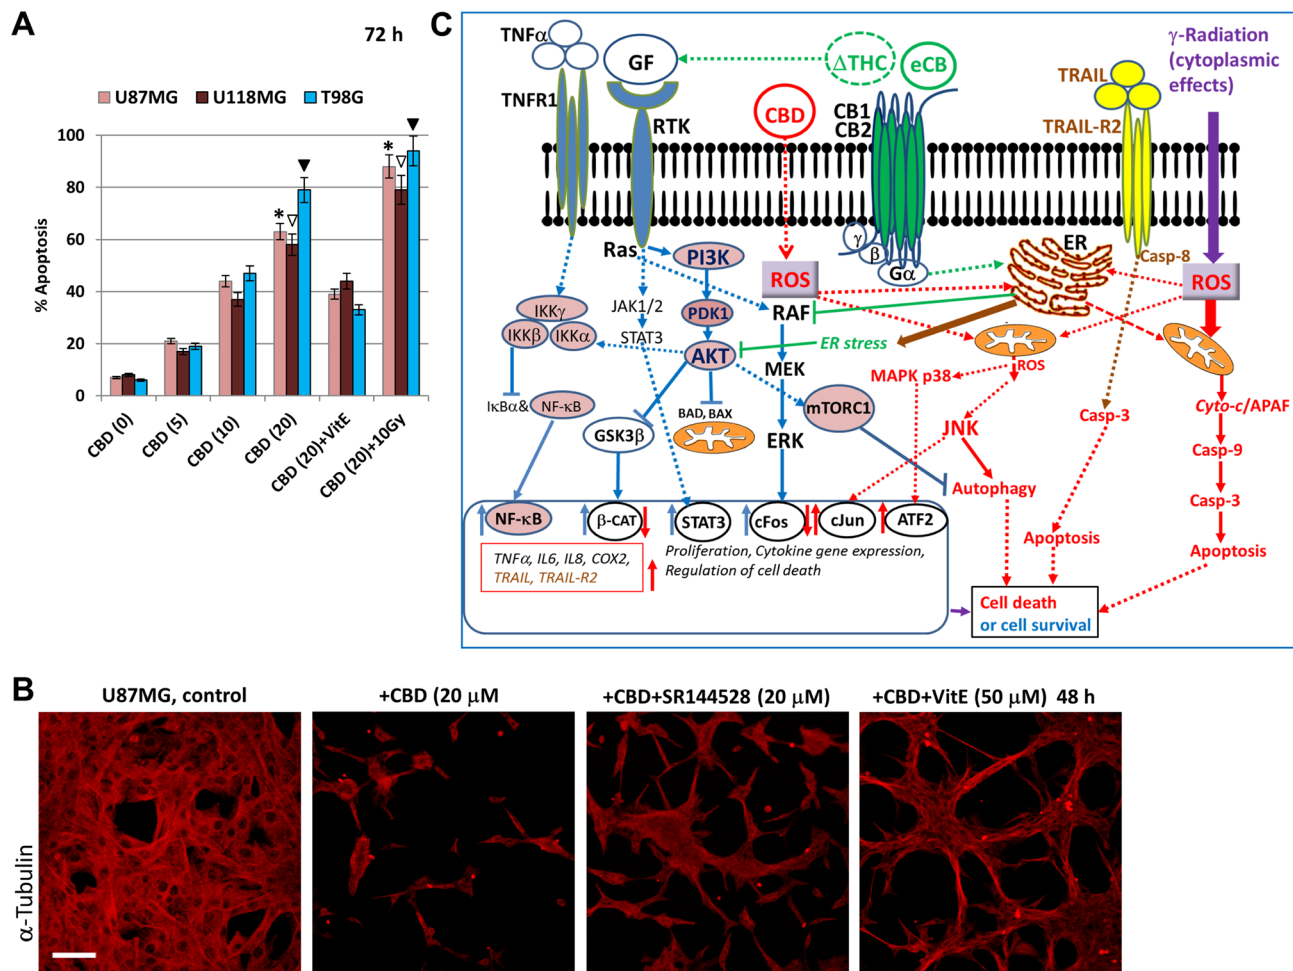 A
72 h
U87MG U118MG T98G
% Apoptosis
100
80
60
40
20
0
* ▽ ▼
* ▽ ▼
CBD (0)
CBD (5)
CBD (10)
CBD (20)
CBD (20)+VitE
CBD (20)+10Gy
C
TNFα
GF
ΔTHC
eCB
γ-Radiation
(cytoplasmic
effects)
TRAIL
TNFR1
RTK
CBD
CB1
CB2
TRAIL-R2
Ras
PI3K
ROS
γ
β
Gα
ER
Casp-8
ROS
IKKγ
IKKβ
IKKα
JAK1/2
STAT3
PDK1
RAF
AKT
ER stress
MEK
MAPK p38
ROS
IκBα&
NF-κB
BAD, BAX
mTORC1
Casp-3
Cyto-c/APAF
GSK3β
ERK
JNK
Casp-9
Autophagy
Casp-3
NF-κB
β-CAT
STAT3
cFos
cJun
ATF2
Apoptosis
Apoptosis
TNFα, IL6, IL8, COX2,
TRAIL, TRAIL-R2
Proliferation, Cytokine gene expression,
Regulation of cell death
Cell death
or cell survival
B
U87MG, control
+CBD (20 μM
+CBD+SR144528 (20 μM)
+CBD+VitE (50 μM) 48 h
α-Tubulin